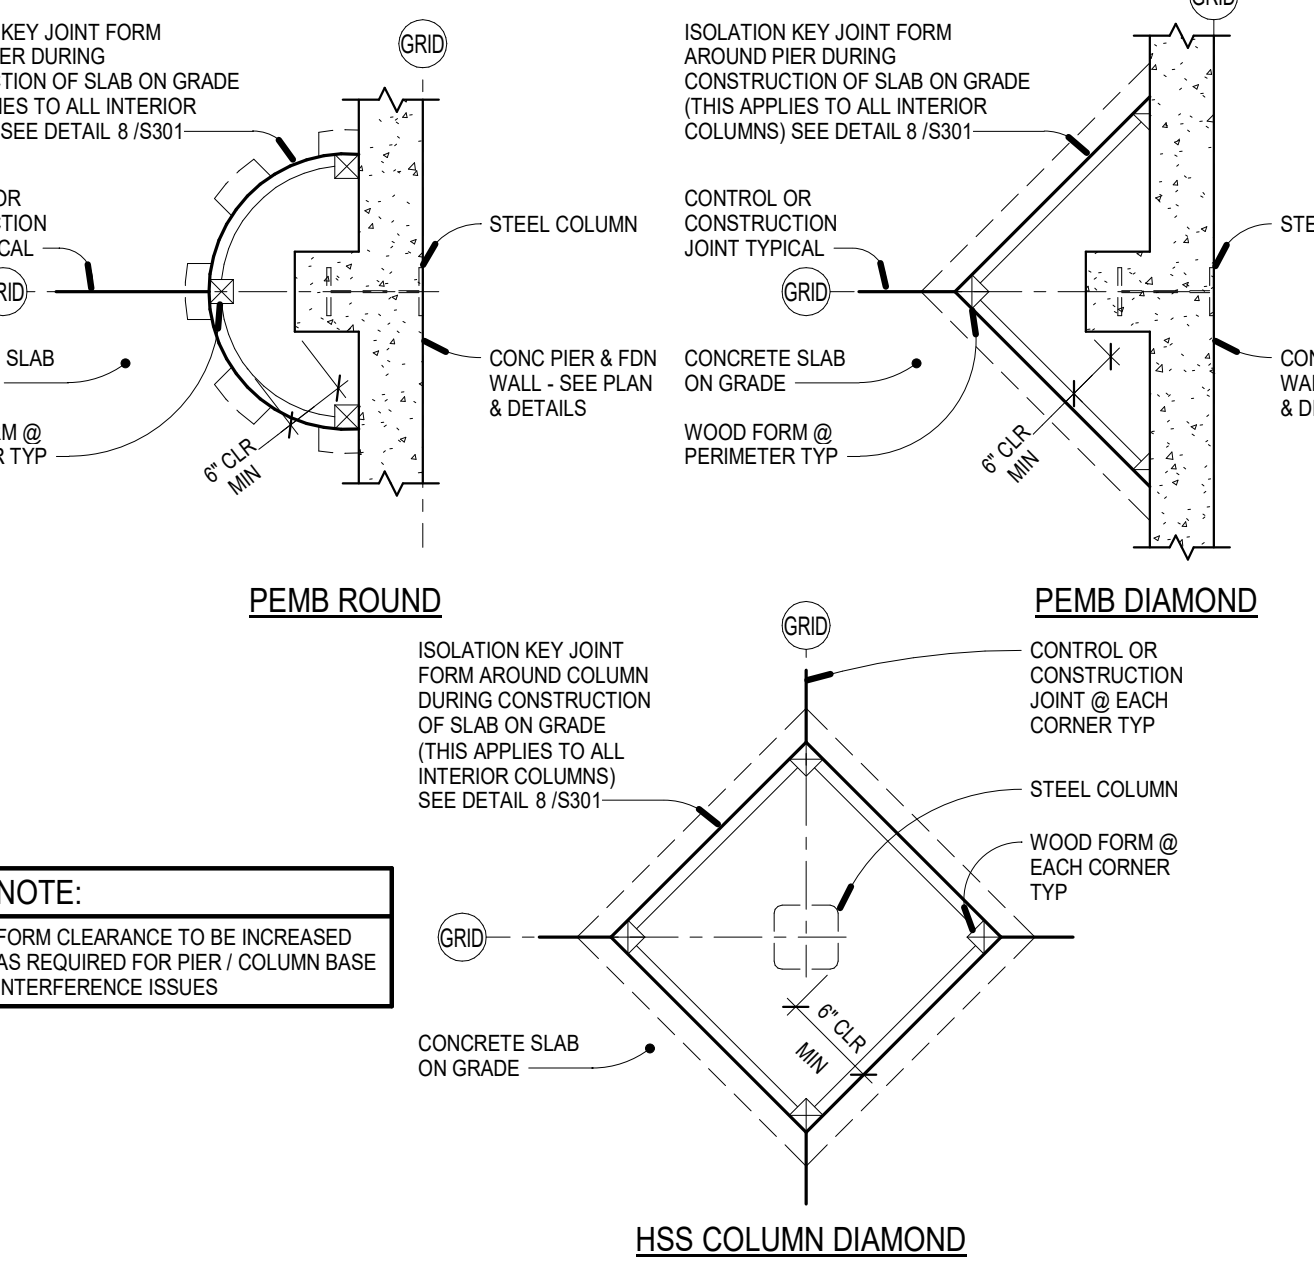 KEY JOINT FORM
ER DURING
CTION OF SLAB ON GRADE
IES TO ALL INTERIOR
SEE DETAIL 8 /S301
GRID
OR
CTION
CAL
GRID
STEEL COLUMN
SLAB
CONC PIER & FDN
WALL - SEE PLAN
& DETAILS
M @
R TYP
6" CLR
MIN
PEMB ROUND
GRID
ISOLATION KEY JOINT FORM
AROUND PIER DURING
CONSTRUCTION OF SLAB ON GRADE
(THIS APPLIES TO ALL INTERIOR
COLUMNS) SEE DETAIL 8 /S301
CONTROL OR
CONSTRUCTION
JOINT TYPICAL
GRID
STE
CONCRETE SLAB
ON GRADE
CON
WAL
& DE
WOOD FORM @
PERIMETER TYP
6" CLR
MIN
PEMB DIAMOND
GRID
ISOLATION KEY JOINT
FORM AROUND COLUMN
DURING CONSTRUCTION
OF SLAB ON GRADE
(THIS APPLIES TO ALL
INTERIOR COLUMNS)
SEE DETAIL 8 /S301
CONTROL OR
CONSTRUCTION
JOINT @ EACH
CORNER TYP
STEEL COLUMN
WOOD FORM @
EACH CORNER
TYP
NOTE:
FORM CLEARANCE TO BE INCREASED
AS REQUIRED FOR PIER / COLUMN BASE
NTERFERENCE ISSUES
GRID
6" CLR
MIN
CONCRETE SLAB
ON GRADE
HSS COLUMN DIAMOND